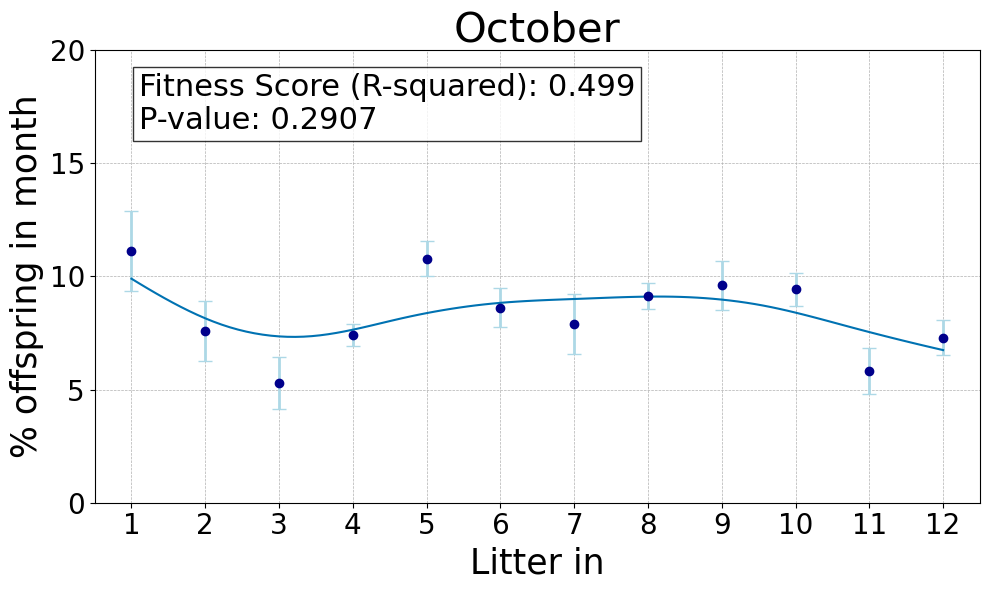 October
Fitness Score (R-squared): 0.499
P-value: 0.2907
% offspring in month
20
15
10
5
0
1 2 3 4 5 6 7 8 9 10 11 12
Litter in